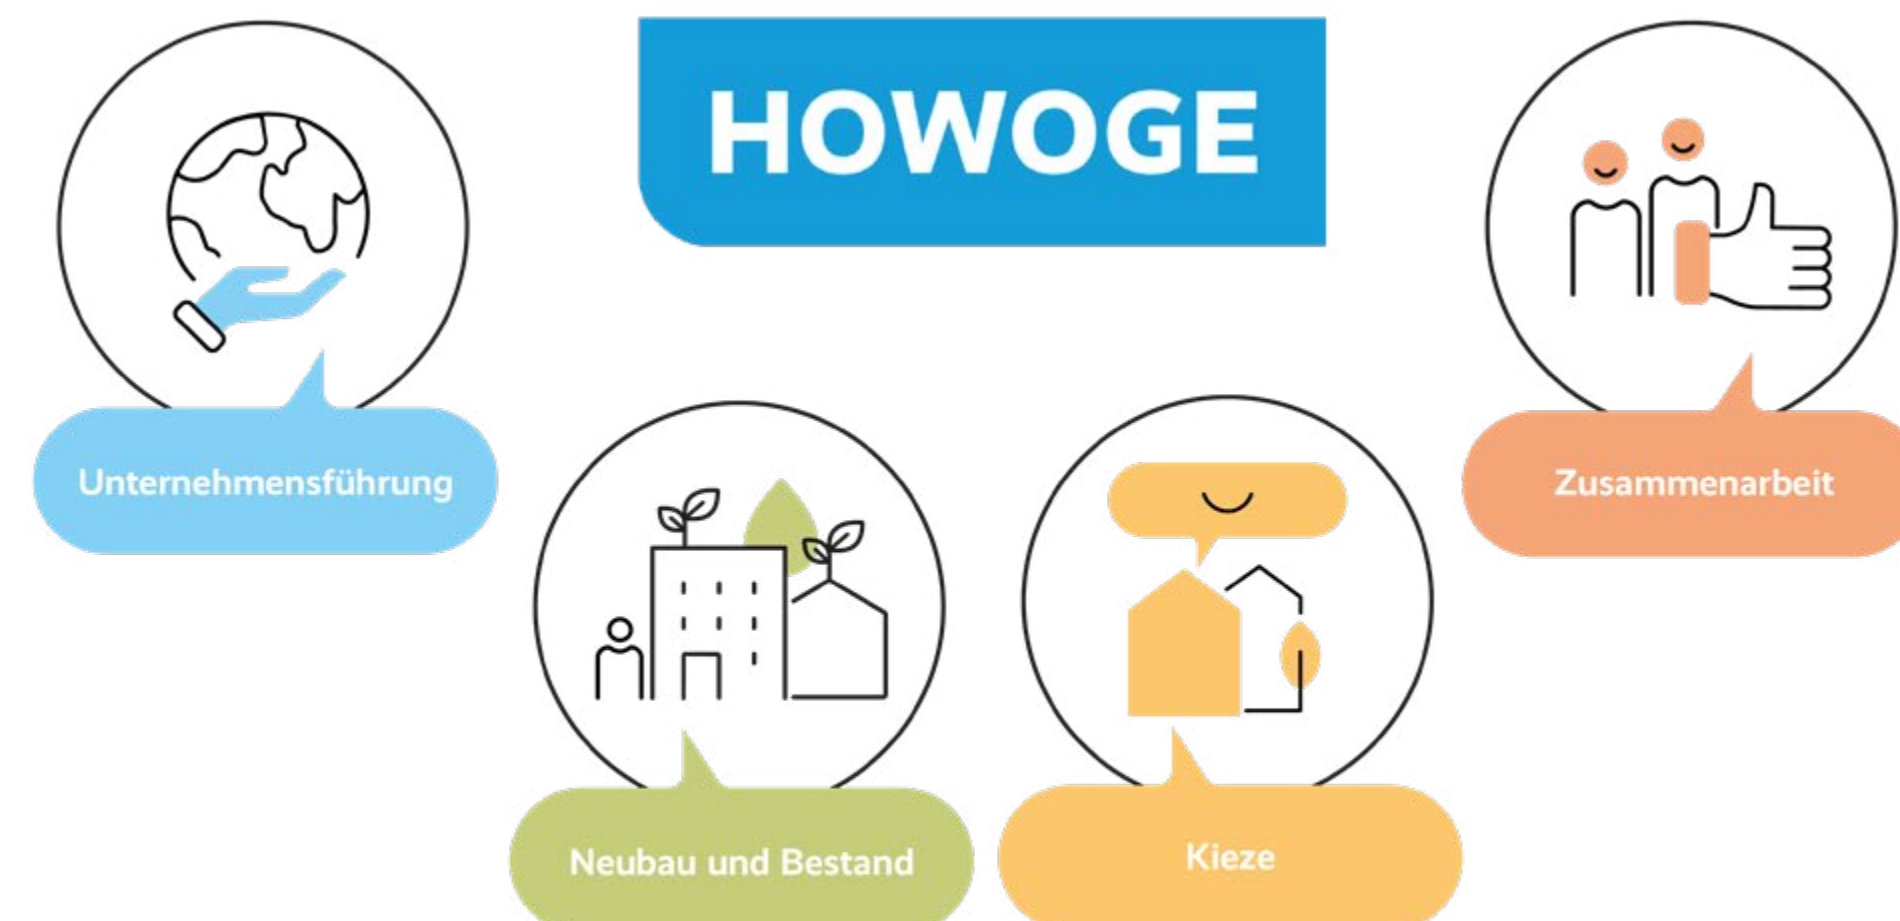 HOWOGE
Unternehmensführung
Zusammenarbeit
Neubau und Bestand
Kieze